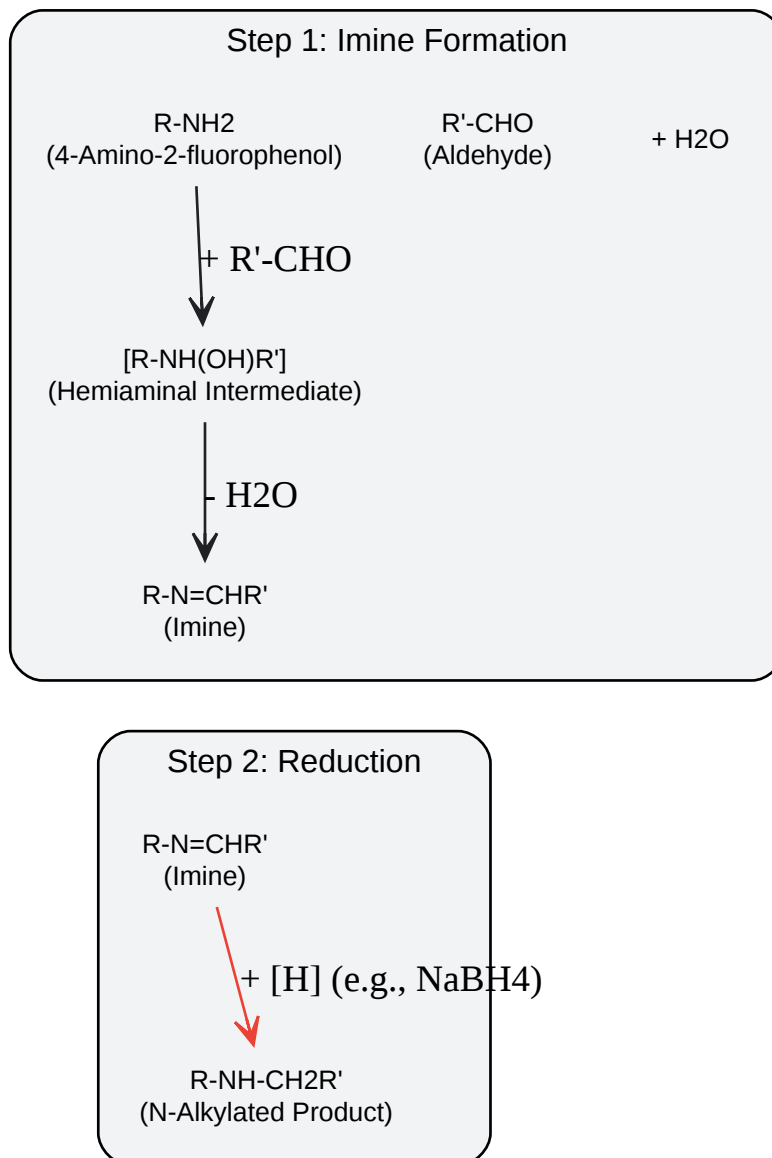 Step 1: Imine Formation
R-NH2
(4-Amino-2-fluorophenol)
R'-CHO
(Aldehyde)
+ H2O
+ R'-CHO
[R-NH(OH)R']
(Hemiaminal Intermediate)
- H2O
R-N=CHR'
(Imine)
Step 2: Reduction
R-N=CHR'
(Imine)
+ [H] (e.g., NaBH4)
R-NH-CH2R'
(N-Alkylated Product)